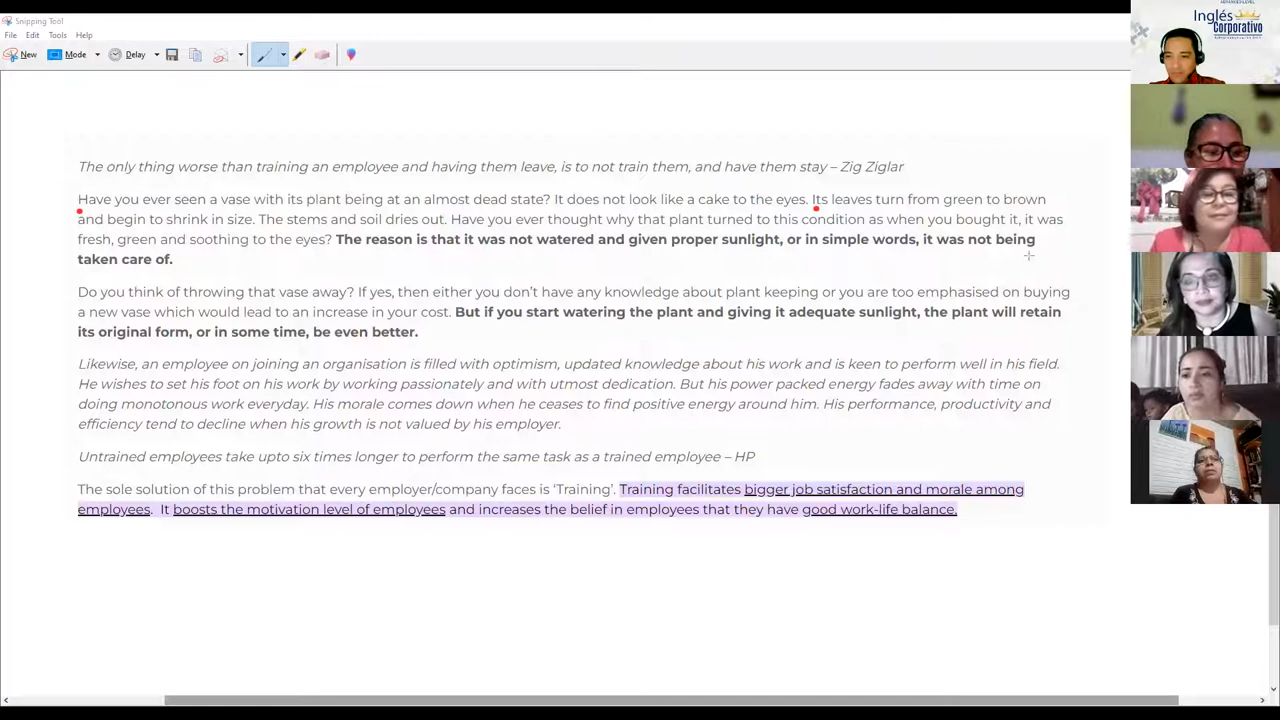 Snipping Tool
File Edit Tools Help
New Mode Delay
Inglés
Corporativo
The only thing worse than training an employee and having them leave, is to not train them, and have them stay – Zig Ziglar
Have you ever seen a vase with its plant being at an almost dead state? It does not look like a cake to the eyes. Its leaves turn from green to brown
and begin to shrink in size. The stems and soil dries out. Have you ever thought why that plant turned to this condition as when you bought it, it was
fresh, green and soothing to the eyes? The reason is that it was not watered and given proper sunlight, or in simple words, it was not being
taken care of.
Do you think of throwing that vase away? If yes, then either you don't have any knowledge about plant keeping or you are too emphasised on buying
a new vase which would lead to an increase in your cost. But if you start watering the plant and giving it adequate sunlight, the plant will retain
its original form, or in some time, be even better.
Likewise, an employee on joining an organisation is filled with optimism, updated knowledge about his work and is keen to perform well in his field.
He wishes to set his foot on his work by working passionately and with utmost dedication. But his power packed energy fades away with time on
doing monotonous work everyday. His morale comes down when he ceases to find positive energy around him. His performance, productivity and
efficiency tend to decline when his growth is not valued by his employer.
Untrained employees take upto six times longer to perform the same task as a trained employee – HP
The sole solution of this problem that every employer/company faces is ‘Training’. Training facilitates bigger job satisfaction and morale among
employees. It boosts the motivation level of employees and increases the belief in employees that they have good work-life balance.